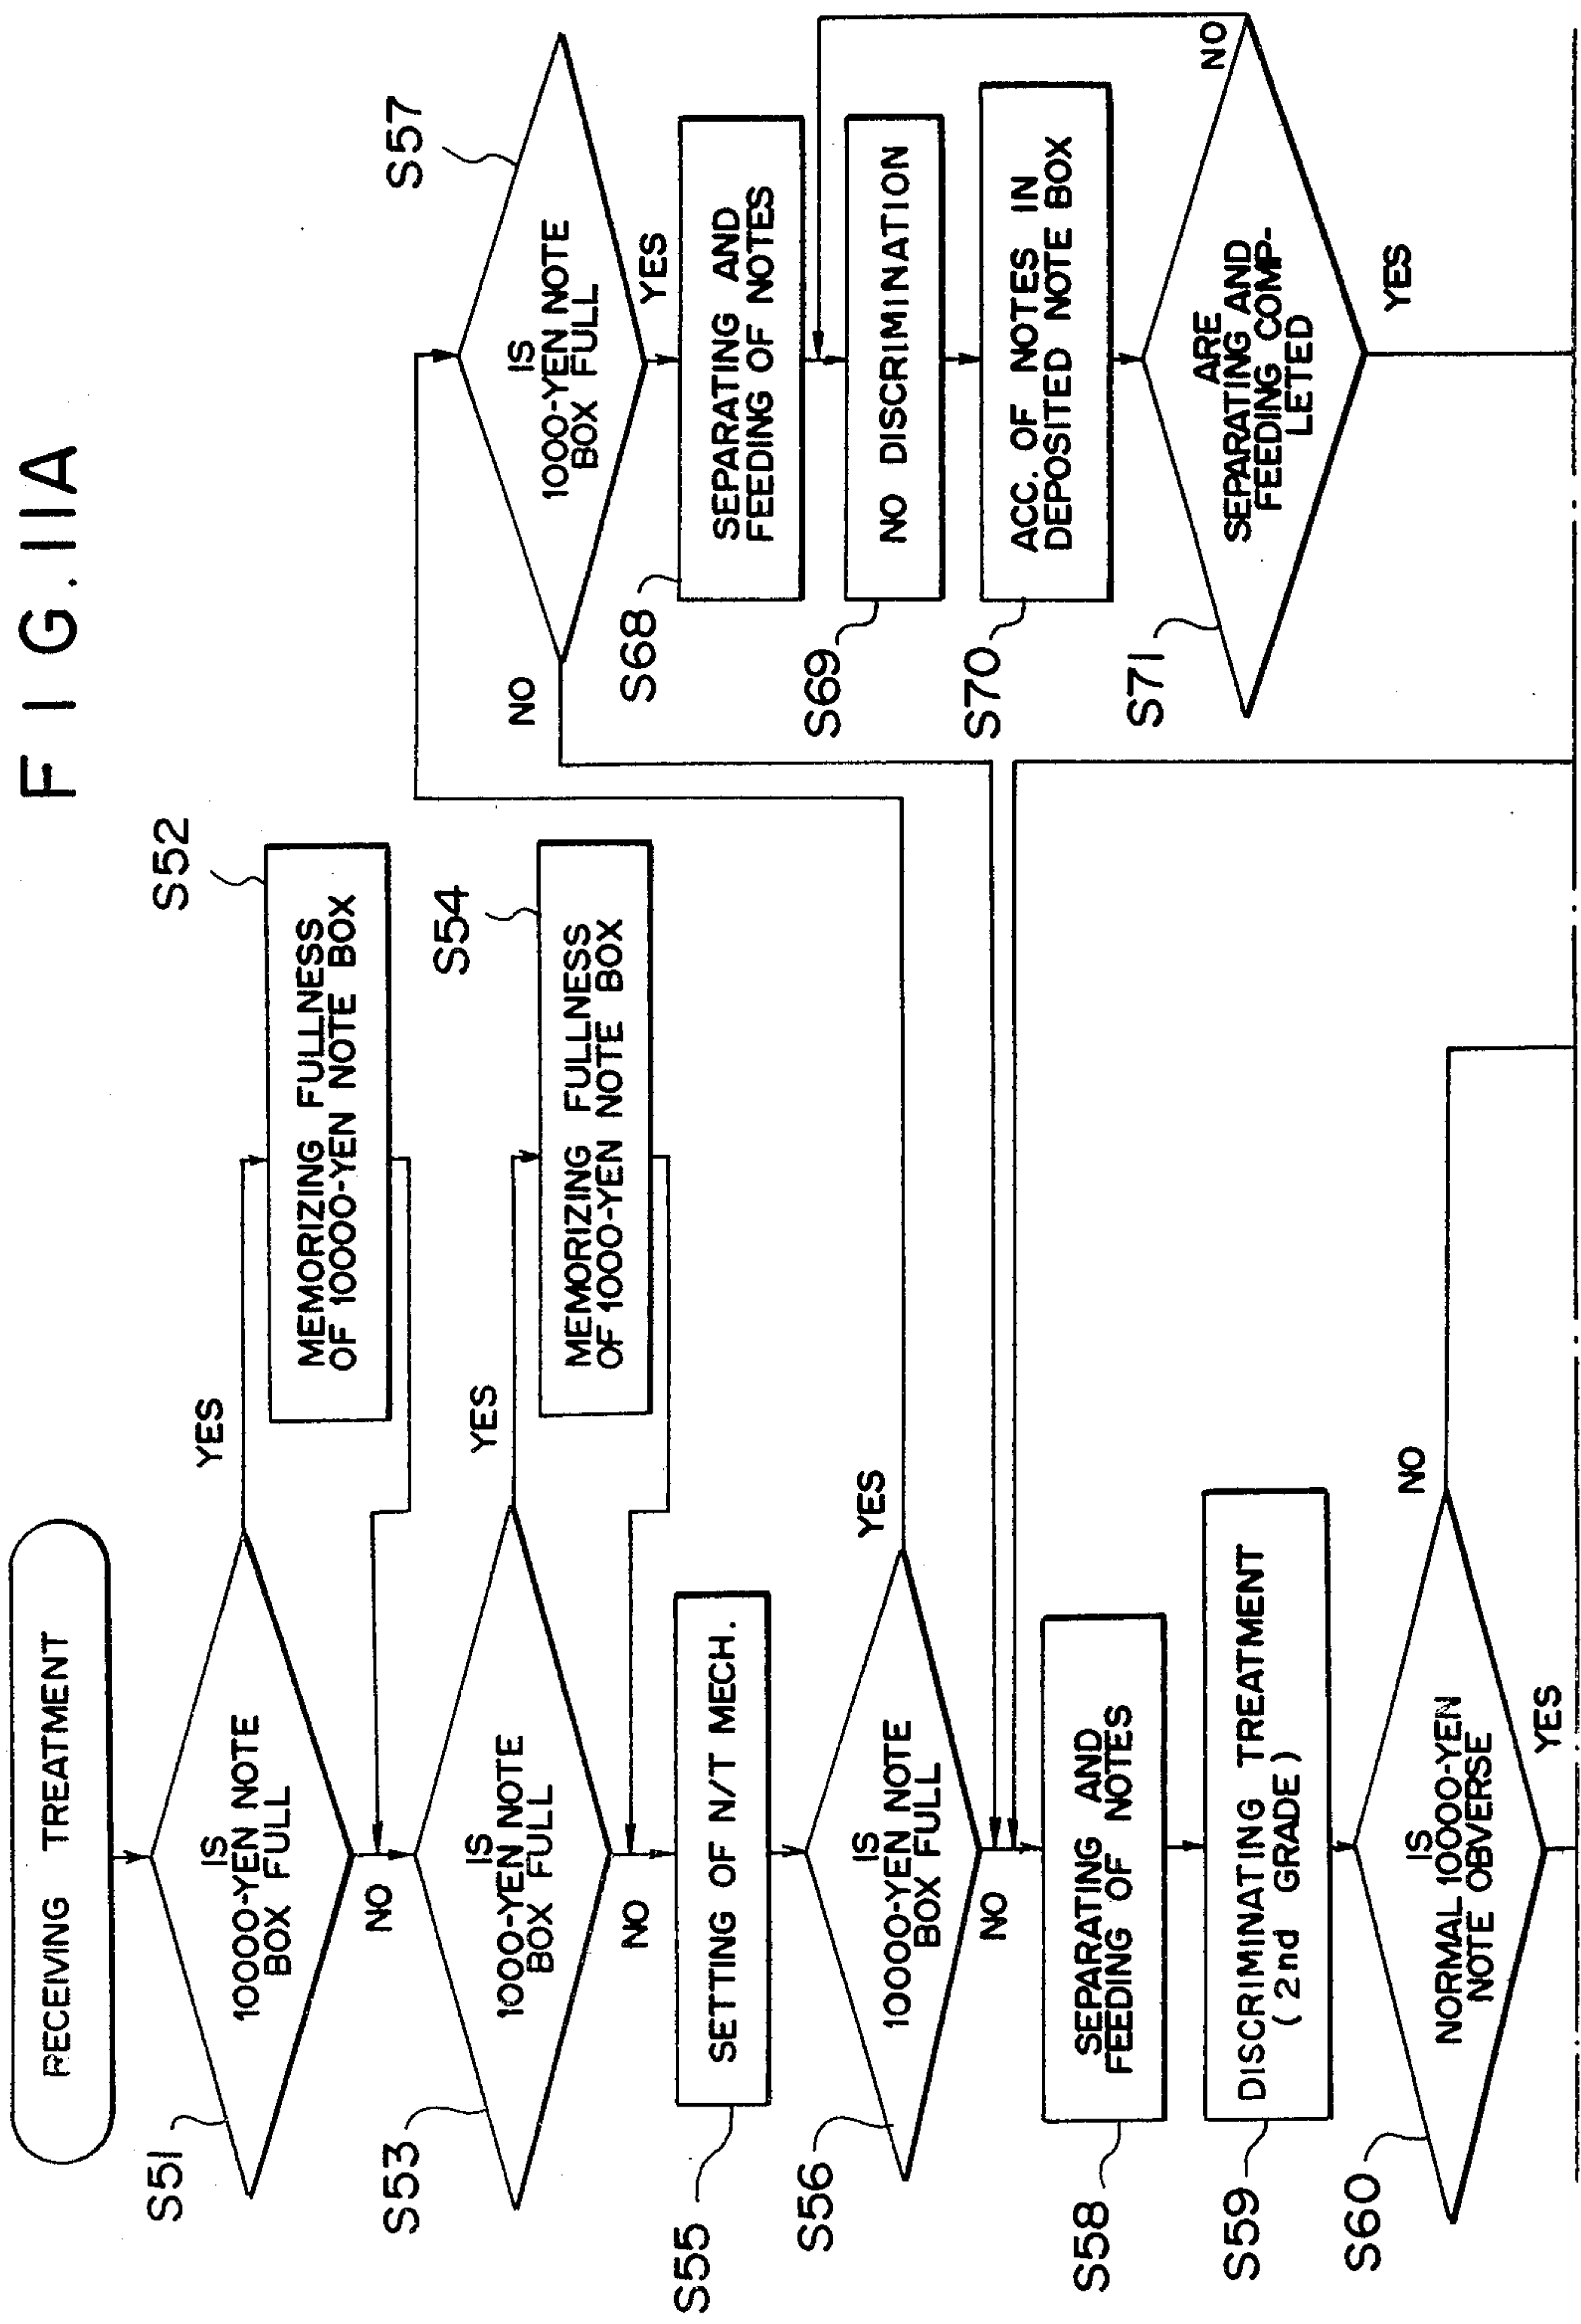 FIG. 11A
RECEIVING TREATMENT
S51
IS
10000-YEN NOTE
BOX FULL
YES
NO
S52
MEMORIZING FULLNESS
OF 10000-YEN NOTE BOX
S53
IS
1000-YEN NOTE
BOX FULL
YES
NO
S54
MEMORIZING FULLNESS
OF 1000-YEN NOTE BOX
S55
SETTING OF N/T MECH.
S56
IS
10000-YEN NOTE
BOX FULL
YES
NO
S58
SEPARATING AND
FEEDING OF NOTES
S59
DISCRIMINATING TREATMENT
(2nd GRADE)
S60
IS
NORMAL 10000-YEN
NOTE OBVERSE
NO
YES
S57
IS
1000-YEN NOTE
BOX FULL
NO
YES
S68
SEPARATING AND
FEEDING OF NOTES
S69
NO DISCRIMINATION
S70
ACC. OF NOTES IN
DEPOSITED NOTE BOX
S71
ARE
SEPARATING AND
FEEDING COMP-
LETED
NO
YES